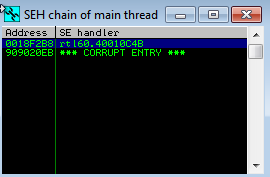 SEH chain of main thread
Address SE handler
0018F2B8 rtl60.40010C4B
909020EB *** CORRUPT ENTRY ***